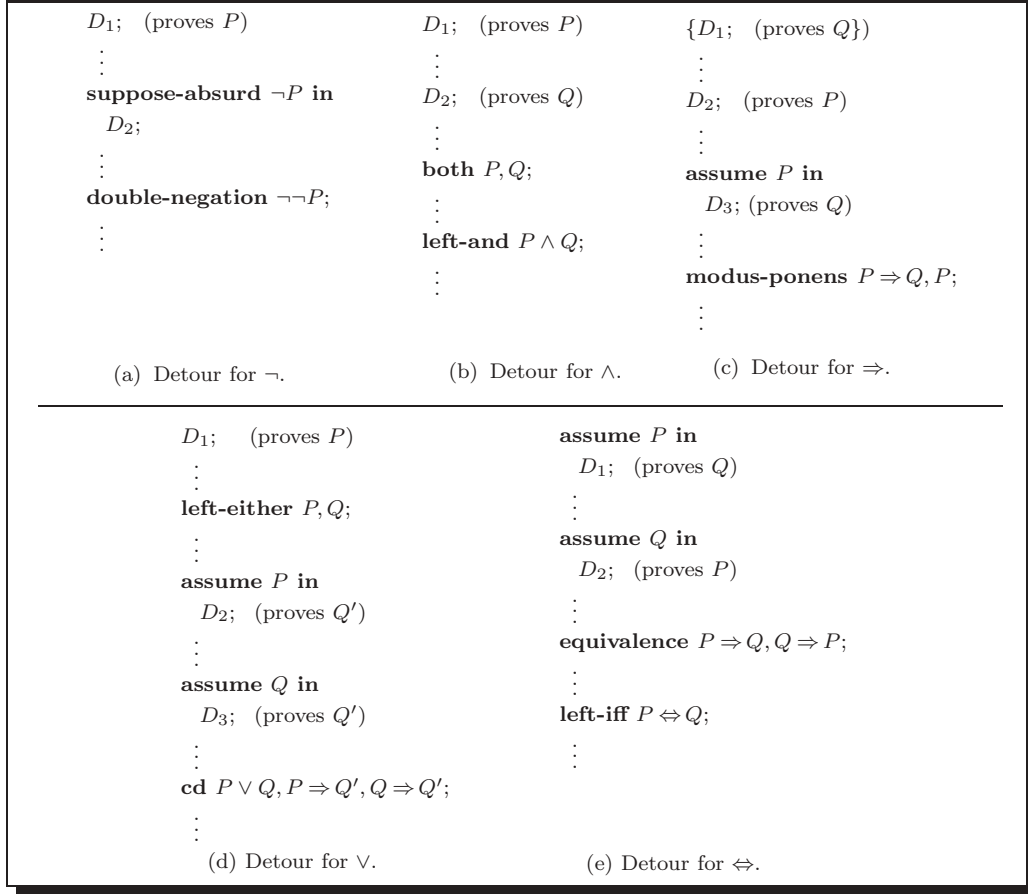 D₁; (proves P)
⋮
suppose-absurd ¬P in
D₂;
⋮
double-negation ¬¬P;
⋮
(a) Detour for ¬.
D₁; (proves P)
⋮
D₂; (proves Q)
⋮
both P, Q;
⋮
left-and P ∧ Q;
⋮
(b) Detour for ∧.
{D₁; (proves Q})
⋮
D₂; (proves P)
⋮
assume P in
D₃; (proves Q)
⋮
modus-ponens P ⇒ Q, P;
⋮
(c) Detour for ⇒.
D₁; (proves P)
⋮
left-either P, Q;
⋮
assume P in
D₂; (proves Q′)
⋮
assume Q in
D₃; (proves Q′)
⋮
cd P ∨ Q, P ⇒ Q′, Q ⇒ Q′;
⋮
(d) Detour for ∨.
assume P in
D₁; (proves Q)
⋮
assume Q in
D₂; (proves P)
⋮
equivalence P ⇒ Q, Q ⇒ P;
⋮
left-iff P ⇔ Q;
⋮
(e) Detour for ⇔.